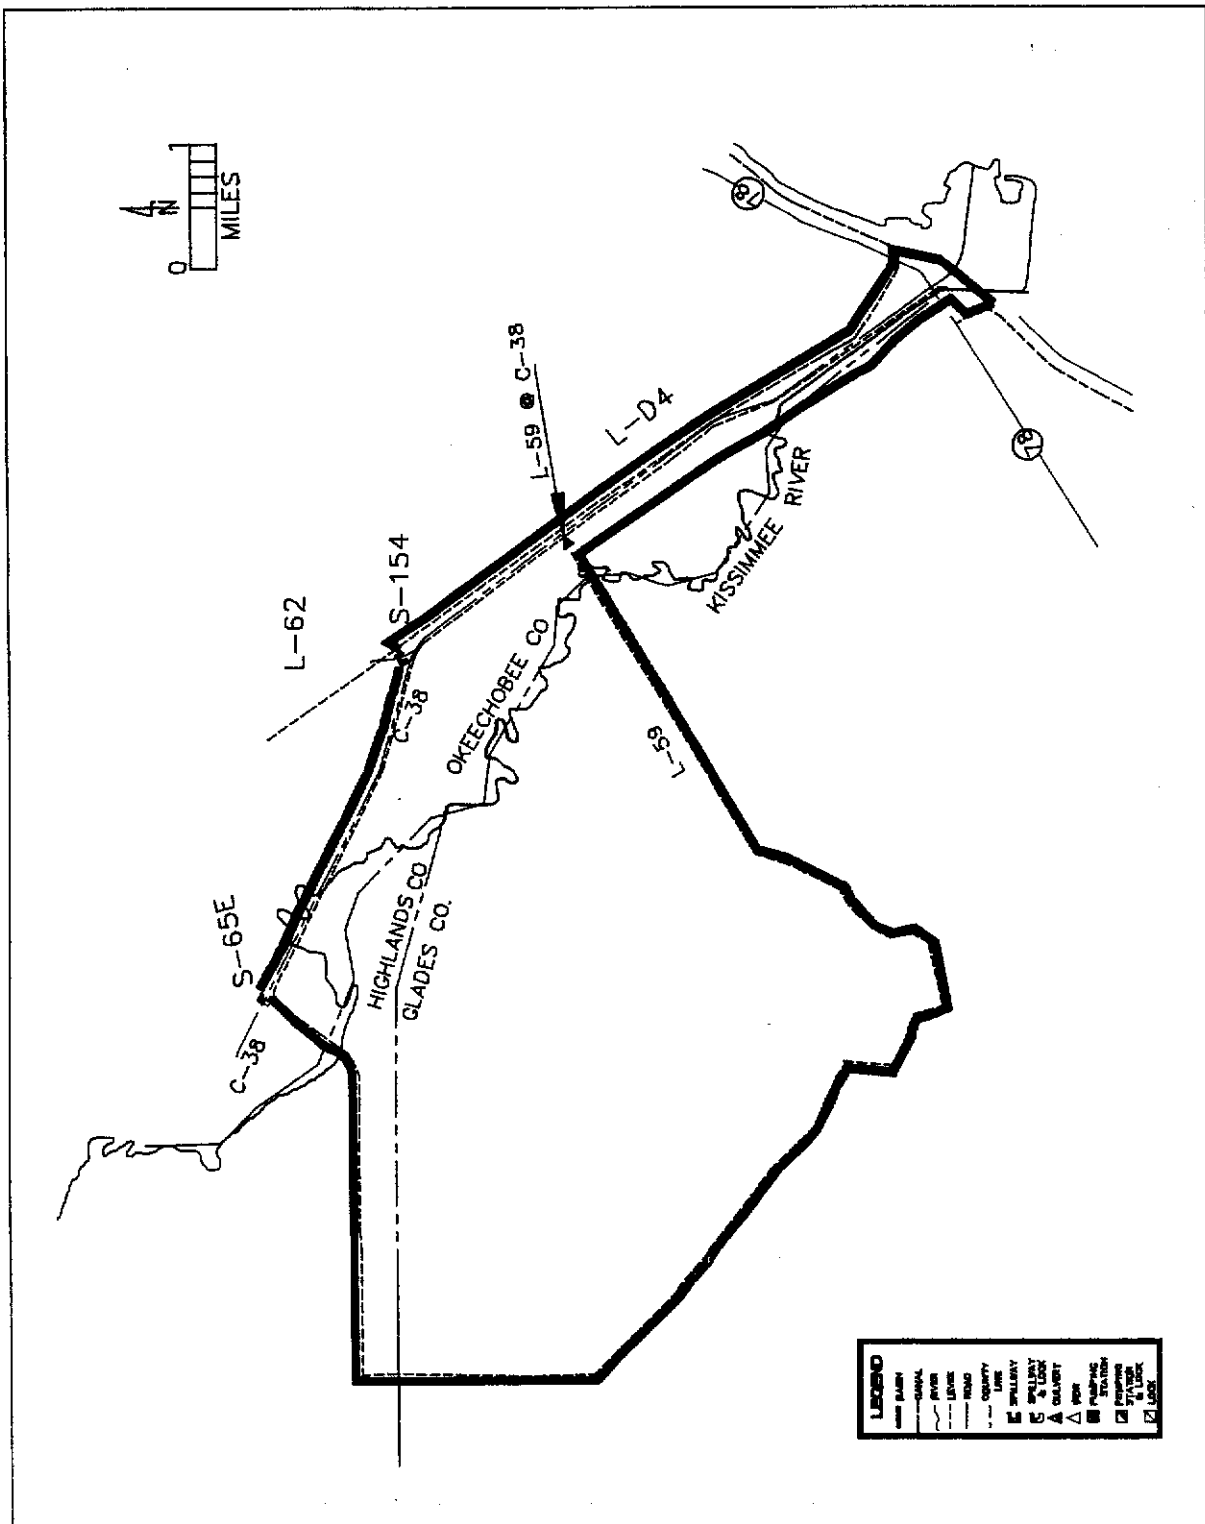 0
1
N
MILES
78
L-59 @ C-38
L-D4
78
S-154
L-62
C-38
KISSIMMEE RIVER
OKEECHOBEE CO
L-59
S-65E
HIGHLANDS CO
GLADES CO.
C-38
LEGEND
BASIN
CANAL
RIVER
LEVEE
ROAD
COUNTY
LINE
SPILLWAY
SPILLWAY
& LOCK
CULVERT
WEIR
PUMPING
STATION
PUMPING
STATION
& LOCK
LOCK